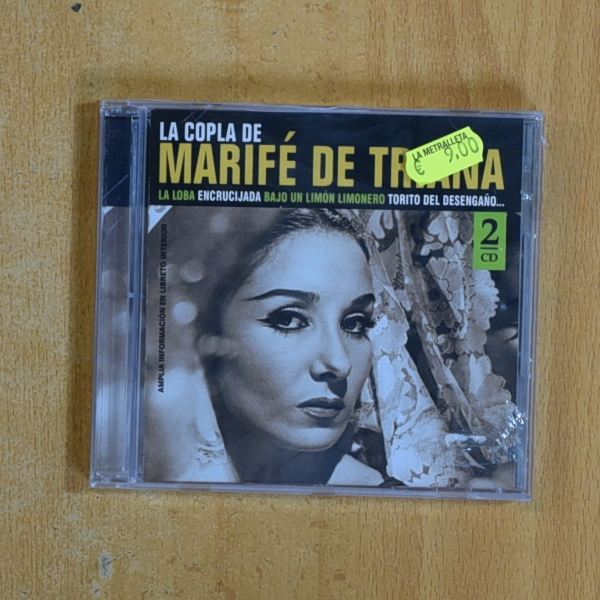 LA COPLA DE
MARIFÉ DE TRIANA
LA METRALLETA
€ 9,00
LA LOBA ENCRUCIJADA BAJO UN LIMÓN LIMONERO TORITO DEL DESENGAÑO...
2
CD
AMPLIA INFORMACIÓN EN LIBRETO INTERIOR